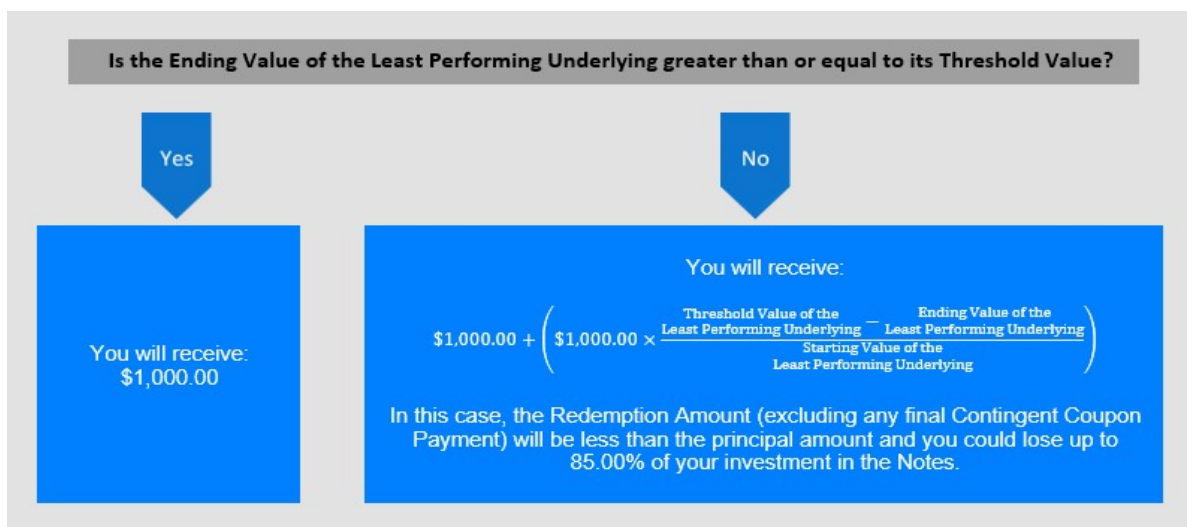 Is the Ending Value of the Least Performing Underlying greater than or equal to its Threshold Value?
Yes
No
You will receive:
$1,000.00
You will receive:
$1,000.00 + ($1,000.00 × (Threshold Value of the Least Performing Underlying − Ending Value of the Least Performing Underlying) / Starting Value of the Least Performing Underlying)
In this case, the Redemption Amount (excluding any final Contingent Coupon
Payment) will be less than the principal amount and you could lose up to
85.00% of your investment in the Notes.